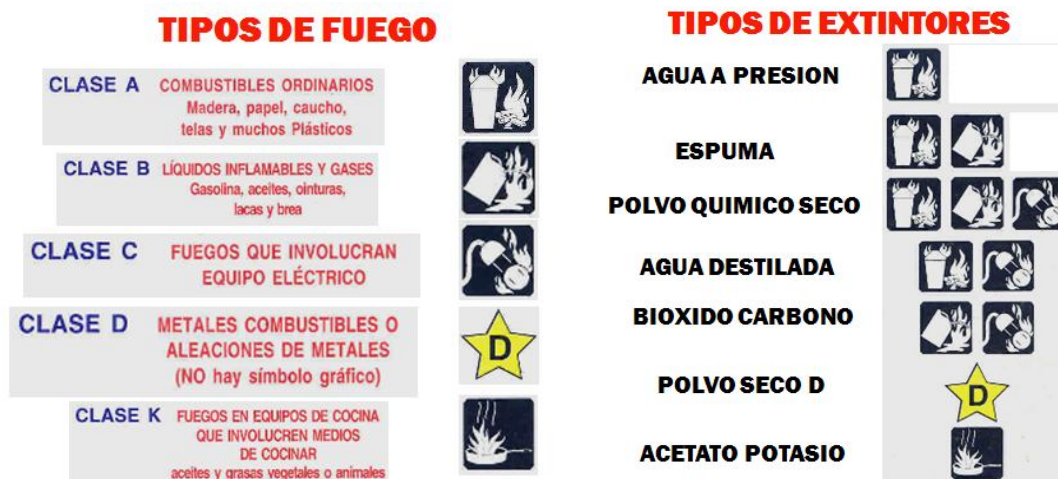 TIPOS DE FUEGO
CLASE A COMBUSTIBLES ORDINARIOS
Madera, papel, caucho,
telas y muchos Plásticos
CLASE B LÍQUIDOS INFLAMABLES Y GASES
Gasolina, aceites, ointuras,
lacas y brea
CLASE C FUEGOS QUE INVOLUCRAN
EQUIPO ELÉCTRICO
CLASE D METALES COMBUSTIBLES O
ALEACIONES DE METALES
(NO hay símbolo gráfico)
D
CLASE K FUEGOS EN EQUIPOS DE COCINA
QUE INVOLUCREN MEDIOS
DE COCINAR
aceites y grasas vegetales o animales
TIPOS DE EXTINTORES
AGUA A PRESION
ESPUMA
POLVO QUIMICO SECO
AGUA DESTILADA
BIOXIDO CARBONO
POLVO SECO D
D
ACETATO POTASIO